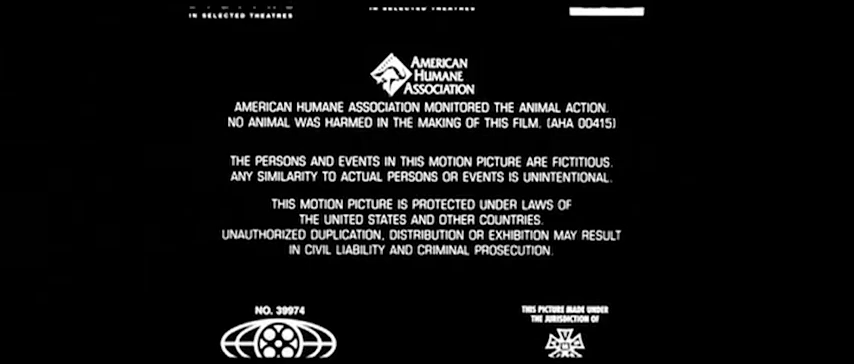 IN SELECTED THEATRES
IN SELECTED THEATRES
AMERICAN
HUMANE
ASSOCIATION
AMERICAN HUMANE ASSOCIATION MONITORED THE ANIMAL ACTION.
NO ANIMAL WAS HARMED IN THE MAKING OF THIS FILM. (AHA 00415)
THE PERSONS AND EVENTS IN THIS MOTION PICTURE ARE FICTITIOUS.
ANY SIMILARITY TO ACTUAL PERSONS OR EVENTS IS UNINTENTIONAL.
THIS MOTION PICTURE IS PROTECTED UNDER LAWS OF
THE UNITED STATES AND OTHER COUNTRIES.
UNAUTHORIZED DUPLICATION, DISTRIBUTION OR EXHIBITION MAY RESULT
IN CIVIL LIABILITY AND CRIMINAL PROSECUTION.
NO. 39974
THIS PICTURE MADE UNDER
THE JURISDICTION OF